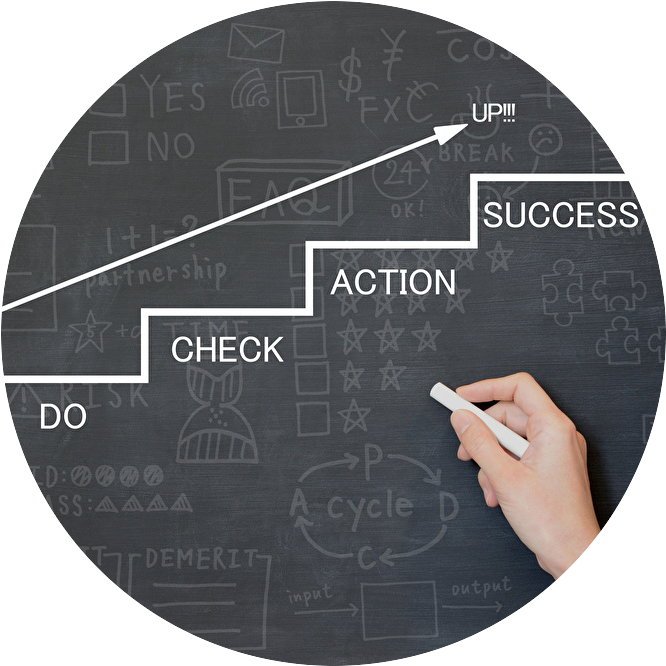 COS
$ ¥
YES
FXC
UP!!!
NO
BREAK
24
FAQ
OK!
SUCCESS
1+1=?
partnership
ACTION
5
TIME
CHECK
RISK
DO
P
A cycle D
C
DEMERIT
input
output